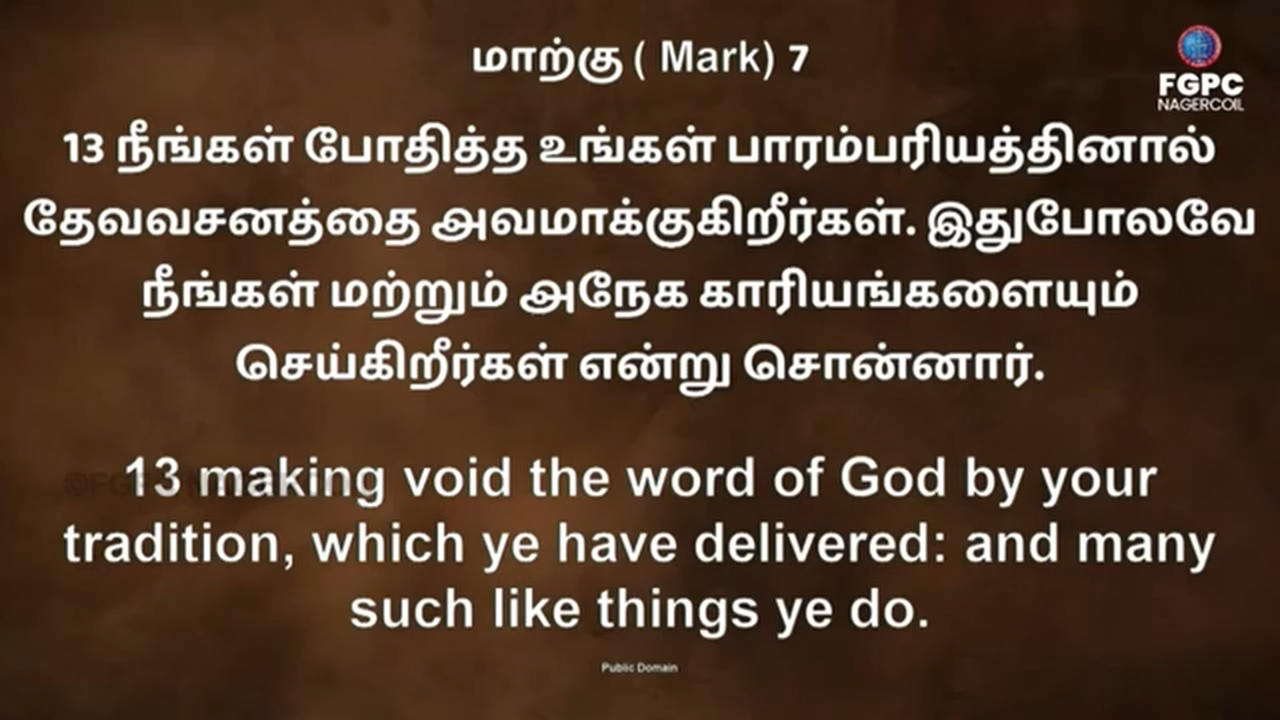 மாற்கு ( Mark) 7
FGPC
NAGERCOIL
13 நீங்கள் போதித்த உங்கள் பாரம்பரியத்தினால்
தேவவசனத்தை அவமாக்குகிறீர்கள். இதுபோலவே
நீங்கள் மற்றும் அநேக காரியங்களையும்
செய்கிறீர்கள் என்று சொன்னார்.
13 making void the word of God by your
tradition, which ye have delivered: and many
such like things ye do.
Public Domain